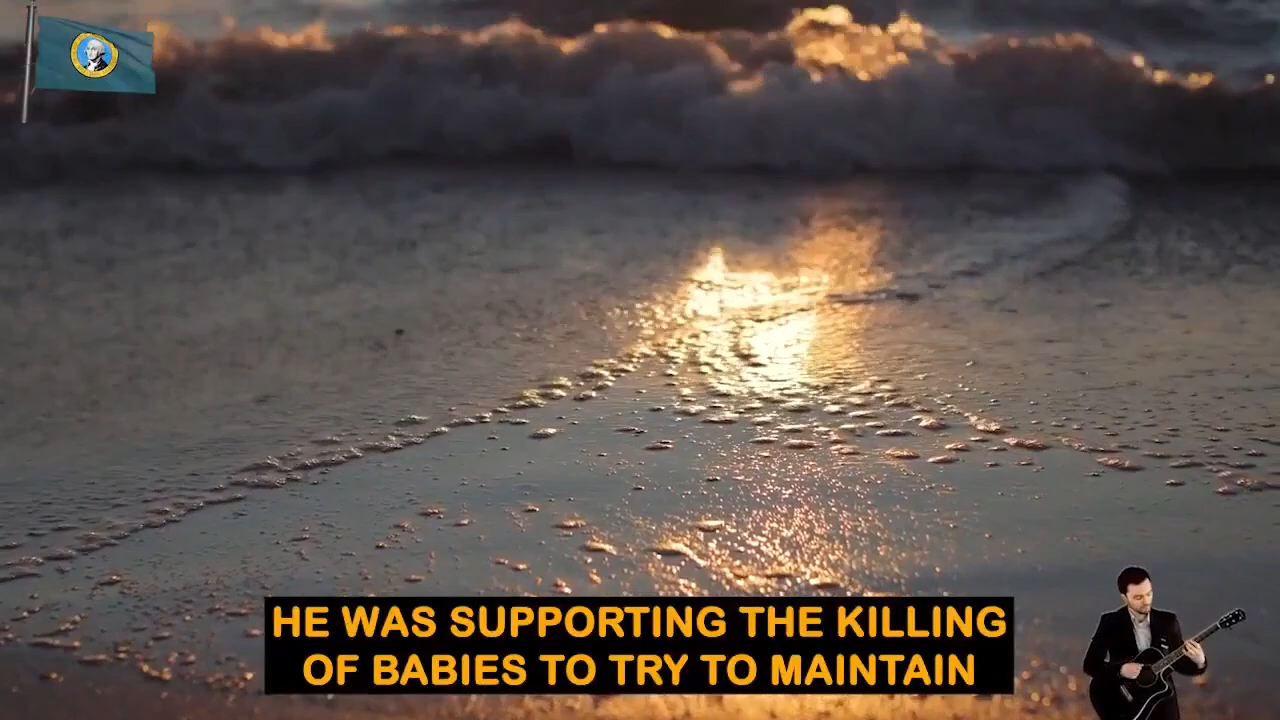 HE WAS SUPPORTING THE KILLING
OF BABIES TO TRY TO MAINTAIN